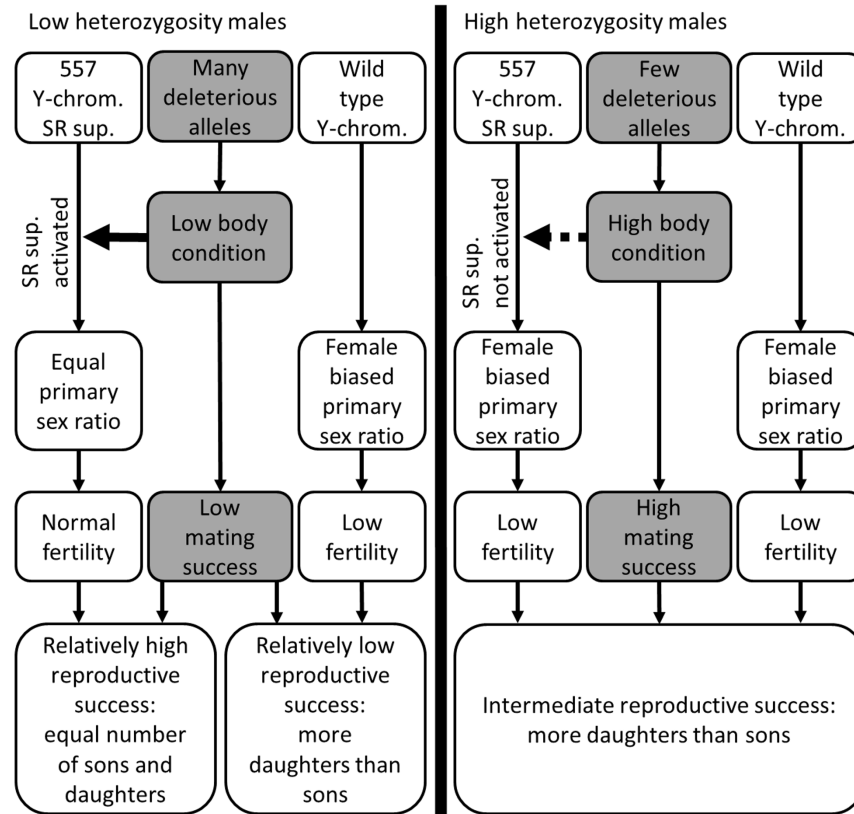 Low heterozygosity males
557
Y-chrom.
SR sup.
Many
deleterious
alleles
Wild
type
Y-chrom.
SR sup.
activated
Low body
condition
Equal
primary
sex ratio
Female
biased
primary
sex ratio
Normal
fertility
Low
mating
success
Low
fertility
Relatively high
reproductive
success:
equal number
of sons and
daughters
Relatively low
reproductive
success:
more
daughters than
sons
High heterozygosity males
557
Y-chrom.
SR sup.
Few
deleterious
alleles
Wild
type
Y-chrom.
SR sup.
not activated
High body
condition
Female
biased
primary
sex ratio
Female
biased
primary
sex ratio
Low
fertility
High
mating
success
Low
fertility
Intermediate reproductive success:
more daughters than sons